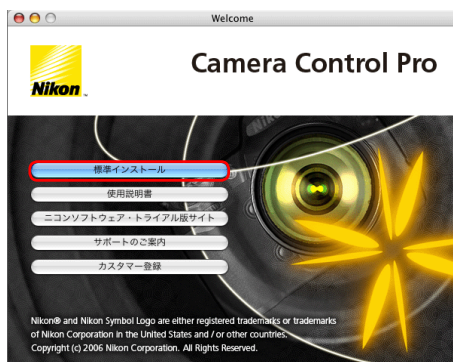 Welcome
Nikon
Camera Control Pro
標準インストール
使用説明書
ニコンソフトウェア・トライアル版サイト
サポートのご案内
カスタマー登録
Nikon® and Nikon Symbol Logo are either registered trademarks or trademarks
of Nikon Corporation in the United States and / or other countries.
Copyright (c) 2006 Nikon Corporation. All Rights Reserved.